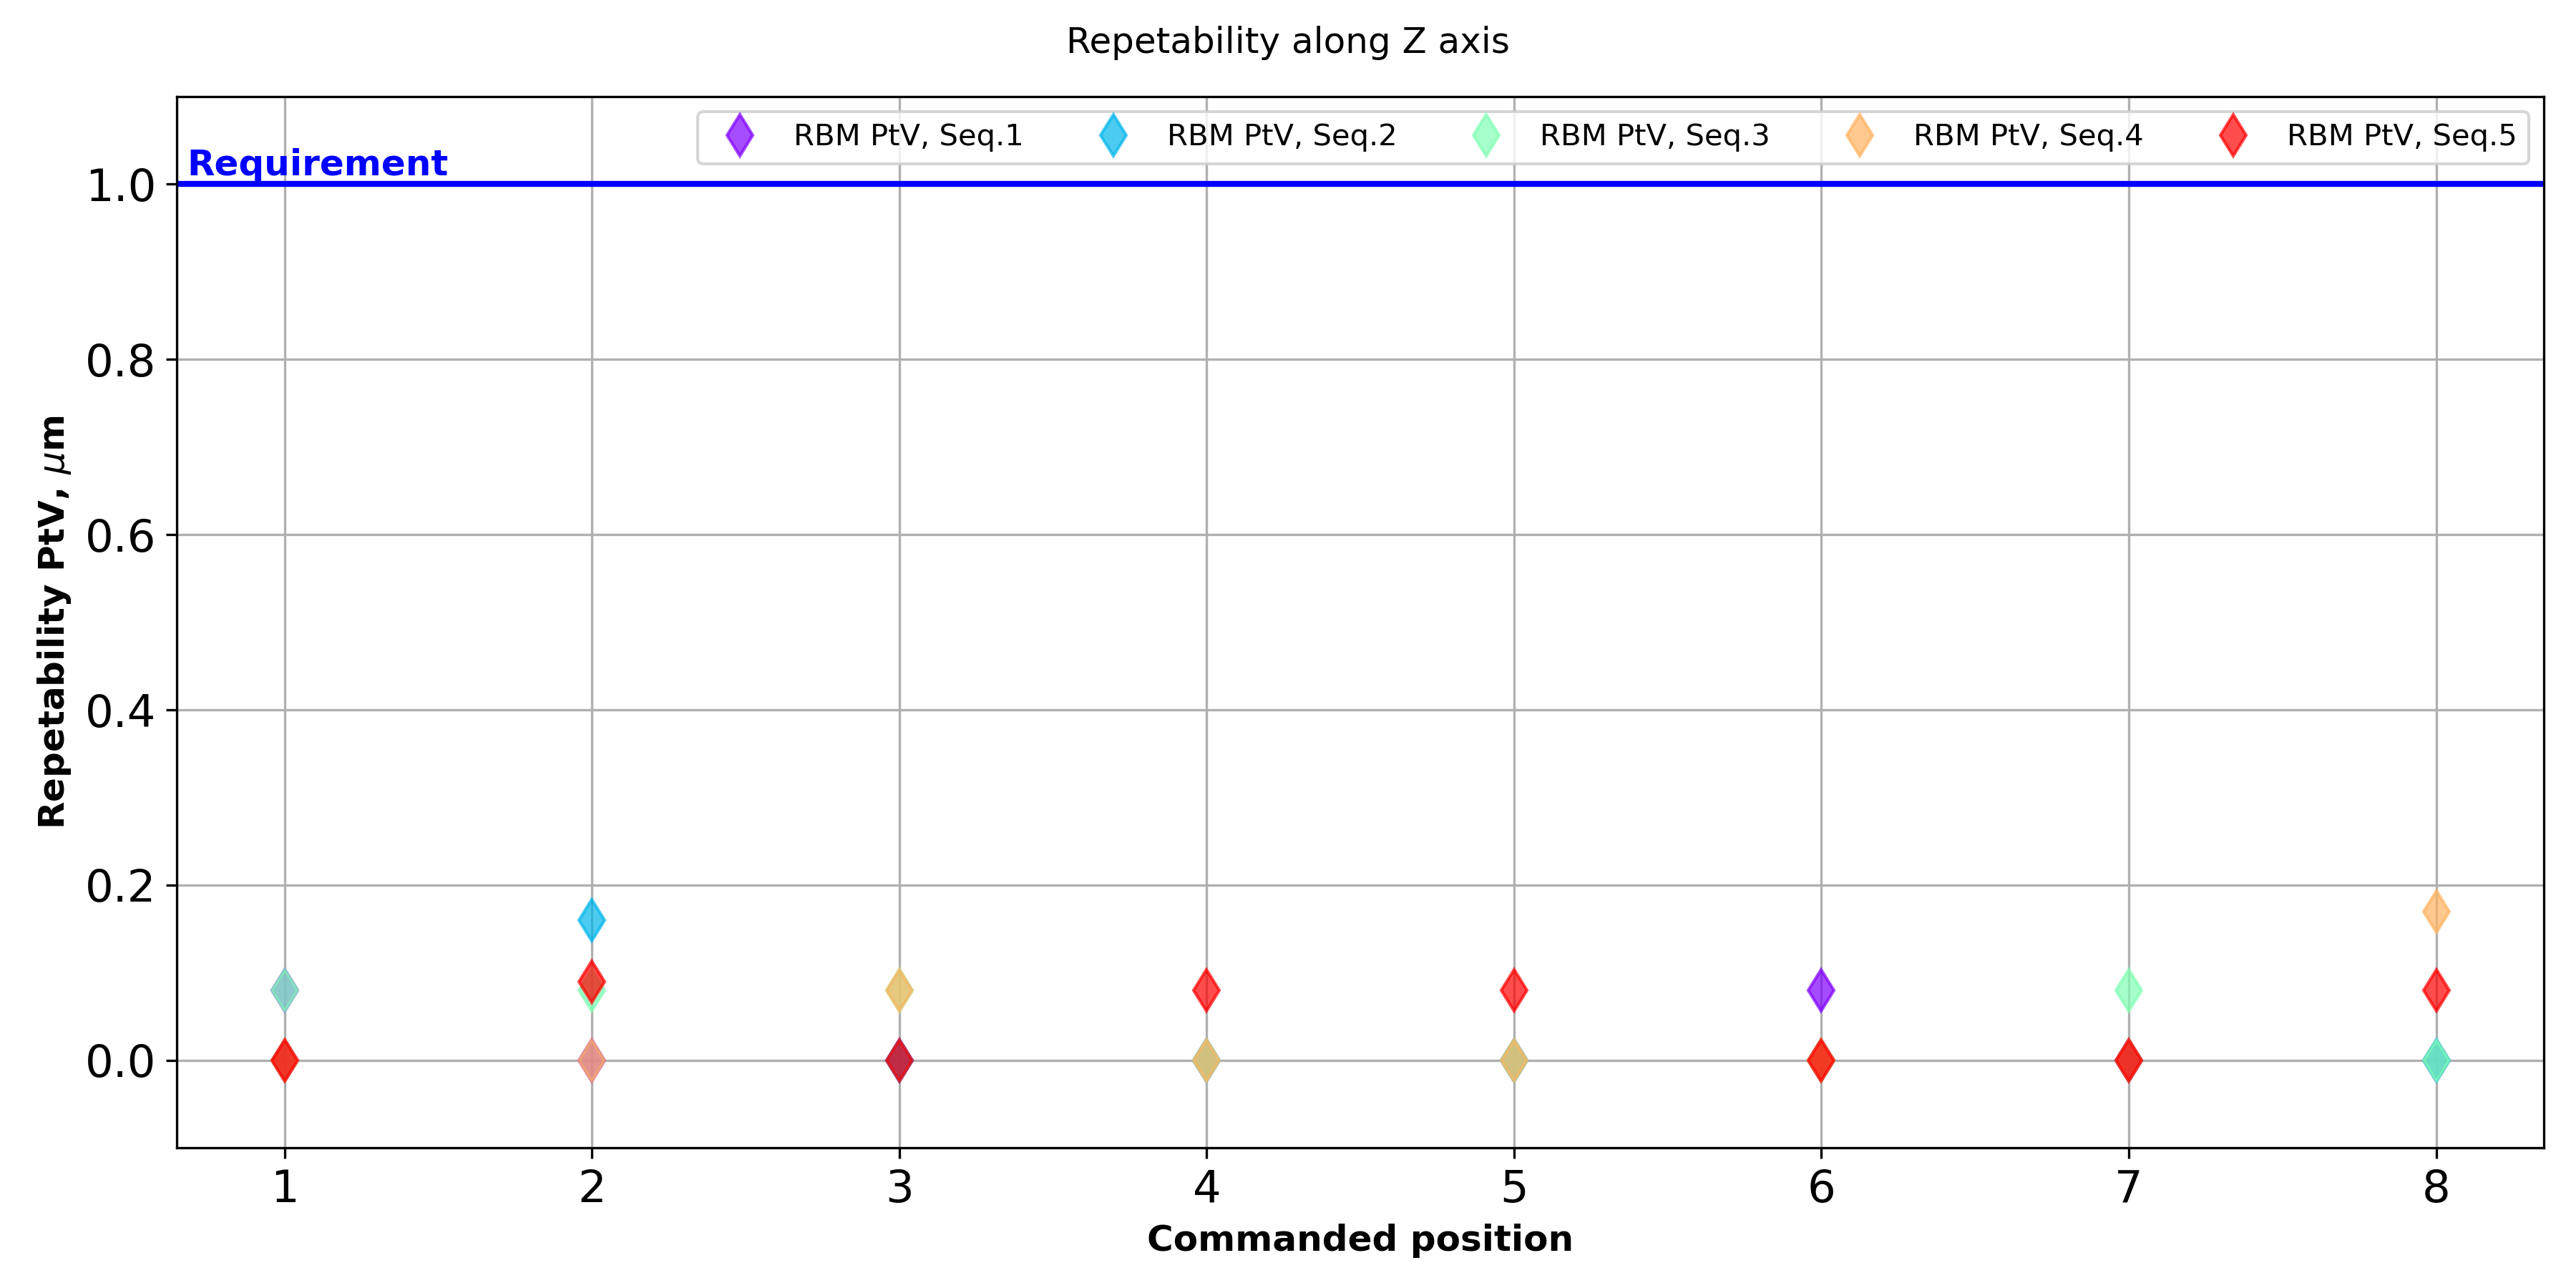 Repetability along Z axis
RBM PtV, Seq.1 RBM PtV, Seq.2 RBM PtV, Seq.3 RBM PtV, Seq.4 RBM PtV, Seq.5
Requirement
1.0
0.8
0.6
0.4
0.2
0.0
Repetability PtV, μm
1 2 3 4 5 6 7 8
Commanded position